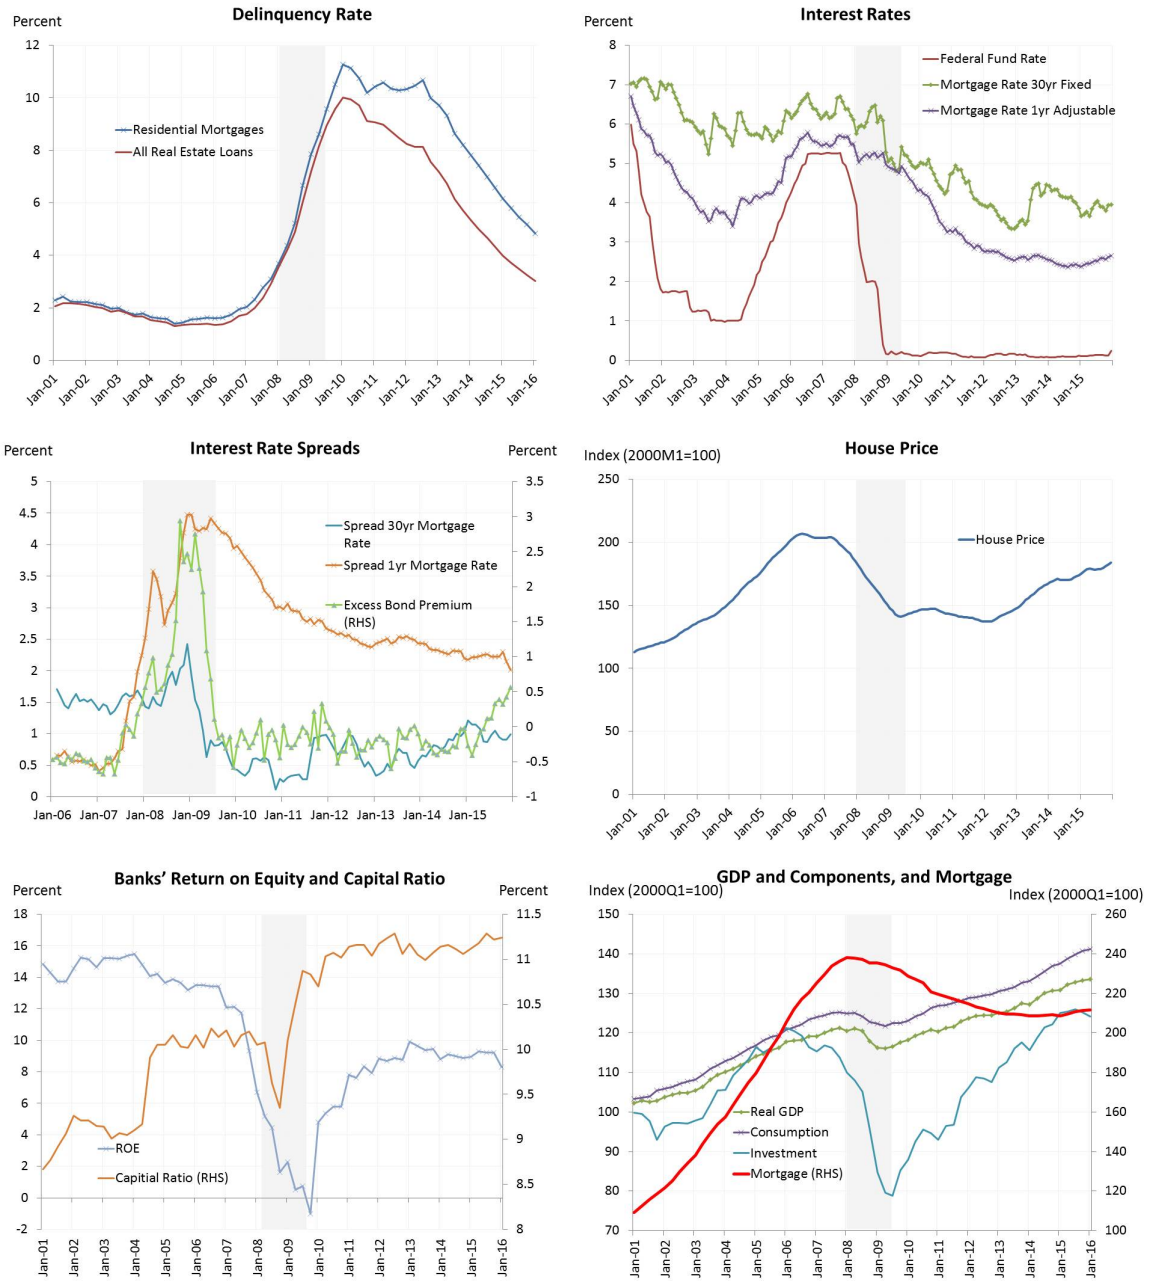 Delinquency Rate
Percent
12
10
8
6
4
2
0
Residential Mortgages
All Real Estate Loans
Jan-01
Jan-02
Jan-03
Jan-04
Jan-05
Jan-06
Jan-07
Jan-08
Jan-09
Jan-10
Jan-11
Jan-12
Jan-13
Jan-14
Jan-15
Jan-16
Interest Rates
Percent
8
7
6
5
4
3
2
1
0
Federal Fund Rate
Mortgage Rate 30yr Fixed
Mortgage Rate 1yr Adjustable
Jan-01
Jan-02
Jan-03
Jan-04
Jan-05
Jan-06
Jan-07
Jan-08
Jan-09
Jan-10
Jan-11
Jan-12
Jan-13
Jan-14
Jan-15
Interest Rate Spreads
Percent
Percent
5
4.5
4
3.5
3
2.5
2
1.5
1
0.5
0
3.5
3
2.5
2
1.5
1
0.5
0
-0.5
-1
Spread 30yr Mortgage
Rate
Spread 1yr Mortgage Rate
Excess Bond Premium
(RHS)
Jan-06
Jan-07
Jan-08
Jan-09
Jan-10
Jan-11
Jan-12
Jan-13
Jan-14
Jan-15
House Price
Index (2000M1=100)
250
200
150
100
50
0
House Price
Jan-01
Jan-02
Jan-03
Jan-04
Jan-05
Jan-06
Jan-07
Jan-08
Jan-09
Jan-10
Jan-11
Jan-12
Jan-13
Jan-14
Jan-15
Banks’ Return on Equity and Capital Ratio
Percent
Percent
18
16
14
12
10
8
6
4
2
0
-2
11.5
11
10.5
10
9.5
9
8.5
8
ROE
Capitial Ratio (RHS)
Jan-01
Jan-02
Jan-03
Jan-04
Jan-05
Jan-06
Jan-07
Jan-08
Jan-09
Jan-10
Jan-11
Jan-12
Jan-13
Jan-14
Jan-15
Jan-16
GDP and Components, and Mortgage
Index (2000Q1=100)
Index (2000Q1=100)
150
140
130
120
110
100
90
80
70
260
240
220
200
180
160
140
120
100
Real GDP
Consumption
Investment
Mortgage (RHS)
Jan-01
Jan-02
Jan-03
Jan-04
Jan-05
Jan-06
Jan-07
Jan-08
Jan-09
Jan-10
Jan-11
Jan-12
Jan-13
Jan-14
Jan-15
Jan-16